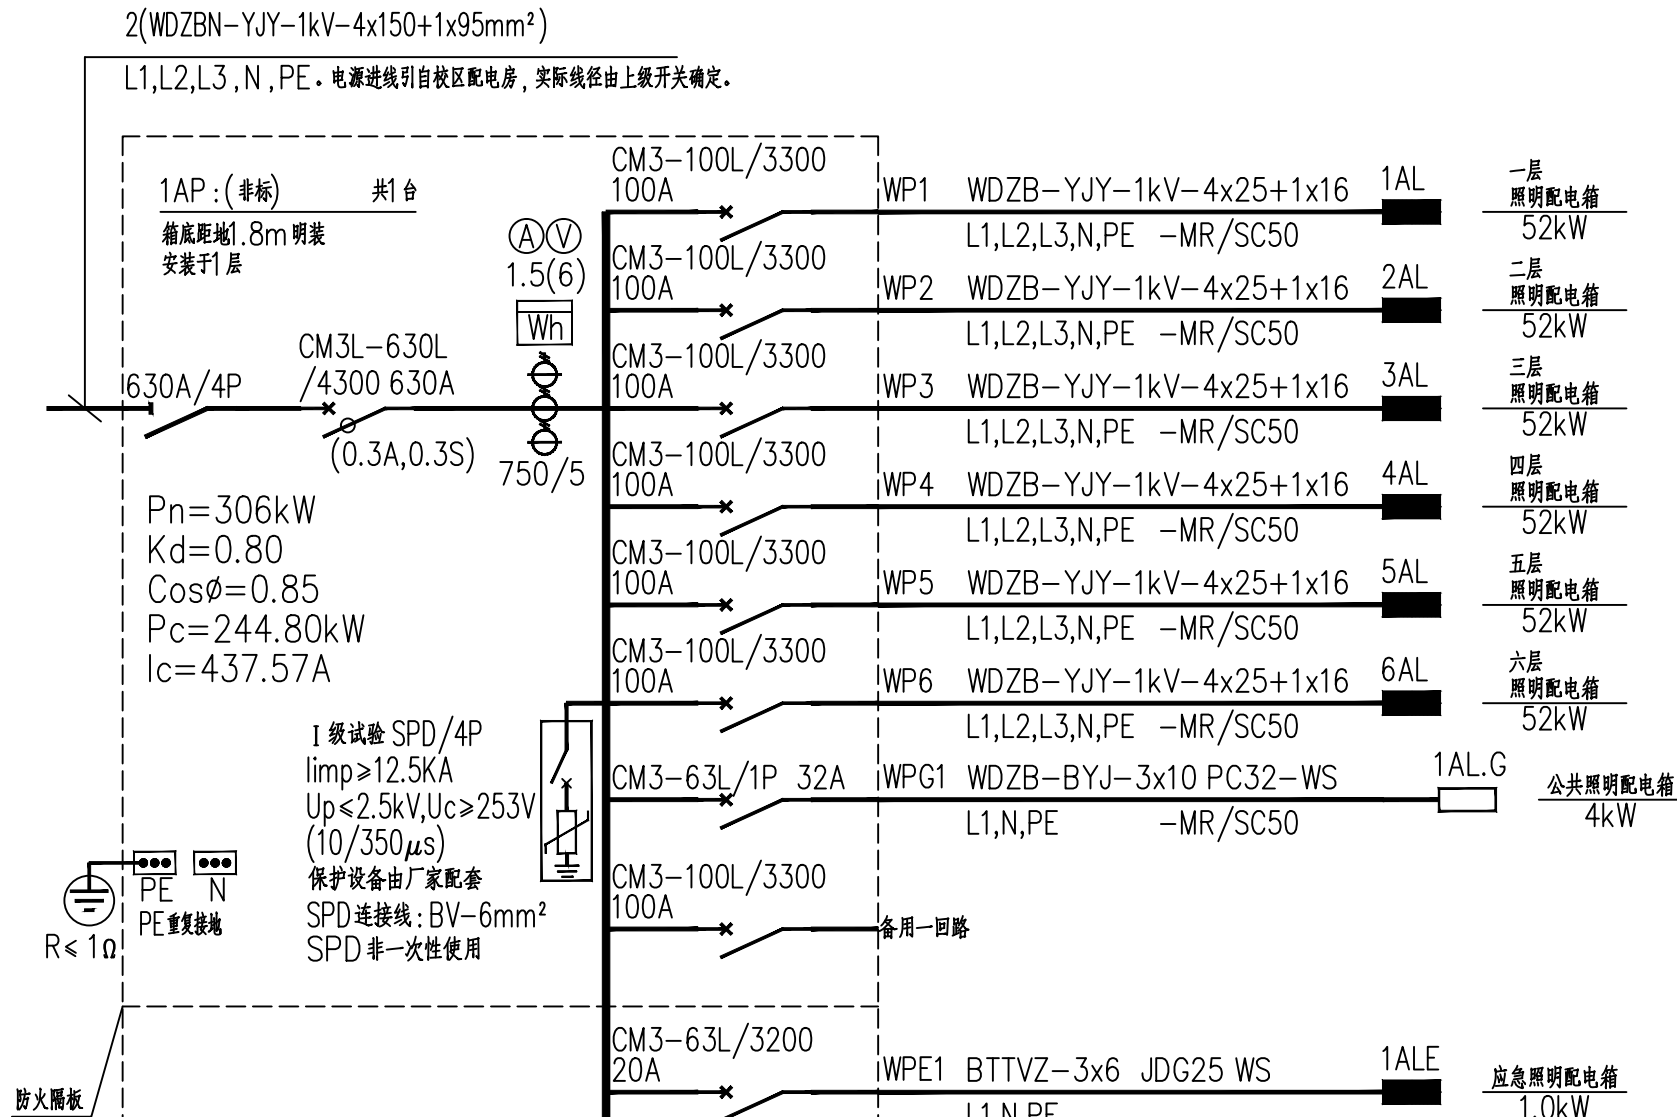 2(WDZBN-YJY-1kV-4x150+1x95mm²)
L1,L2,L3,N,PE。电源进线引自校区配电房,实际线径由上级开关确定。
1AP:(非标) 共1台
箱底距地1.8m明装
安装于1层
630A/4P
CM3L-630L
/4300 630A
(0.3A,0.3S)
A V
1.5(6)
Wh
750/5
Pn=306kW
Kd=0.80
Cosø=0.85
Pc=244.80kW
Ic=437.57A
I级试验SPD/4P
Iimp≥12.5KA
Up≤2.5kV,Uc≥253V
(10/350μs)
保护设备由厂家配套
SPD连接线:BV-6mm²
SPD非一次性使用
PE N
PE重复接地
R≤1Ω
防火隔板
CM3-100L/3300
100A
WP1 WDZB-YJY-1kV-4x25+1x16
L1,L2,L3,N,PE -MR/SC50
1AL
一层
照明配电箱
52kW
CM3-100L/3300
100A
WP2 WDZB-YJY-1kV-4x25+1x16
L1,L2,L3,N,PE -MR/SC50
2AL
二层
照明配电箱
52kW
CM3-100L/3300
100A
WP3 WDZB-YJY-1kV-4x25+1x16
L1,L2,L3,N,PE -MR/SC50
3AL
三层
照明配电箱
52kW
CM3-100L/3300
100A
WP4 WDZB-YJY-1kV-4x25+1x16
L1,L2,L3,N,PE -MR/SC50
4AL
四层
照明配电箱
52kW
CM3-100L/3300
100A
WP5 WDZB-YJY-1kV-4x25+1x16
L1,L2,L3,N,PE -MR/SC50
5AL
五层
照明配电箱
52kW
CM3-100L/3300
100A
WP6 WDZB-YJY-1kV-4x25+1x16
L1,L2,L3,N,PE -MR/SC50
6AL
六层
照明配电箱
52kW
CM3-63L/1P 32A
WPG1 WDZB-BYJ-3x10 PC32-WS
L1,N,PE -MR/SC50
1AL.G
公共照明配电箱
4kW
CM3-100L/3300
100A
备用一回路
CM3-63L/3200
20A
WPE1 BTTVZ-3x6 JDG25 WS
L1,N,PE
1ALE
应急照明配电箱
1.0kW